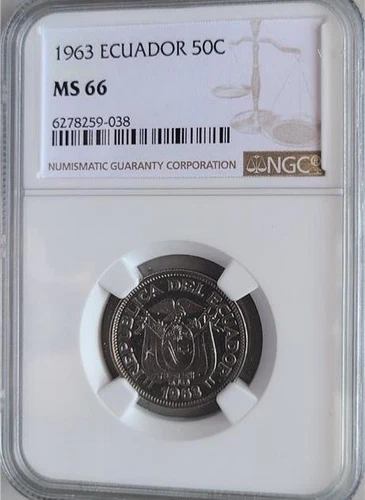 1963 ECUADOR 50C
MS 66
6278259-038
NUMISMATIC GUARANTY CORPORATION
NGC
REPUBLICA DEL ECUADOR
1963